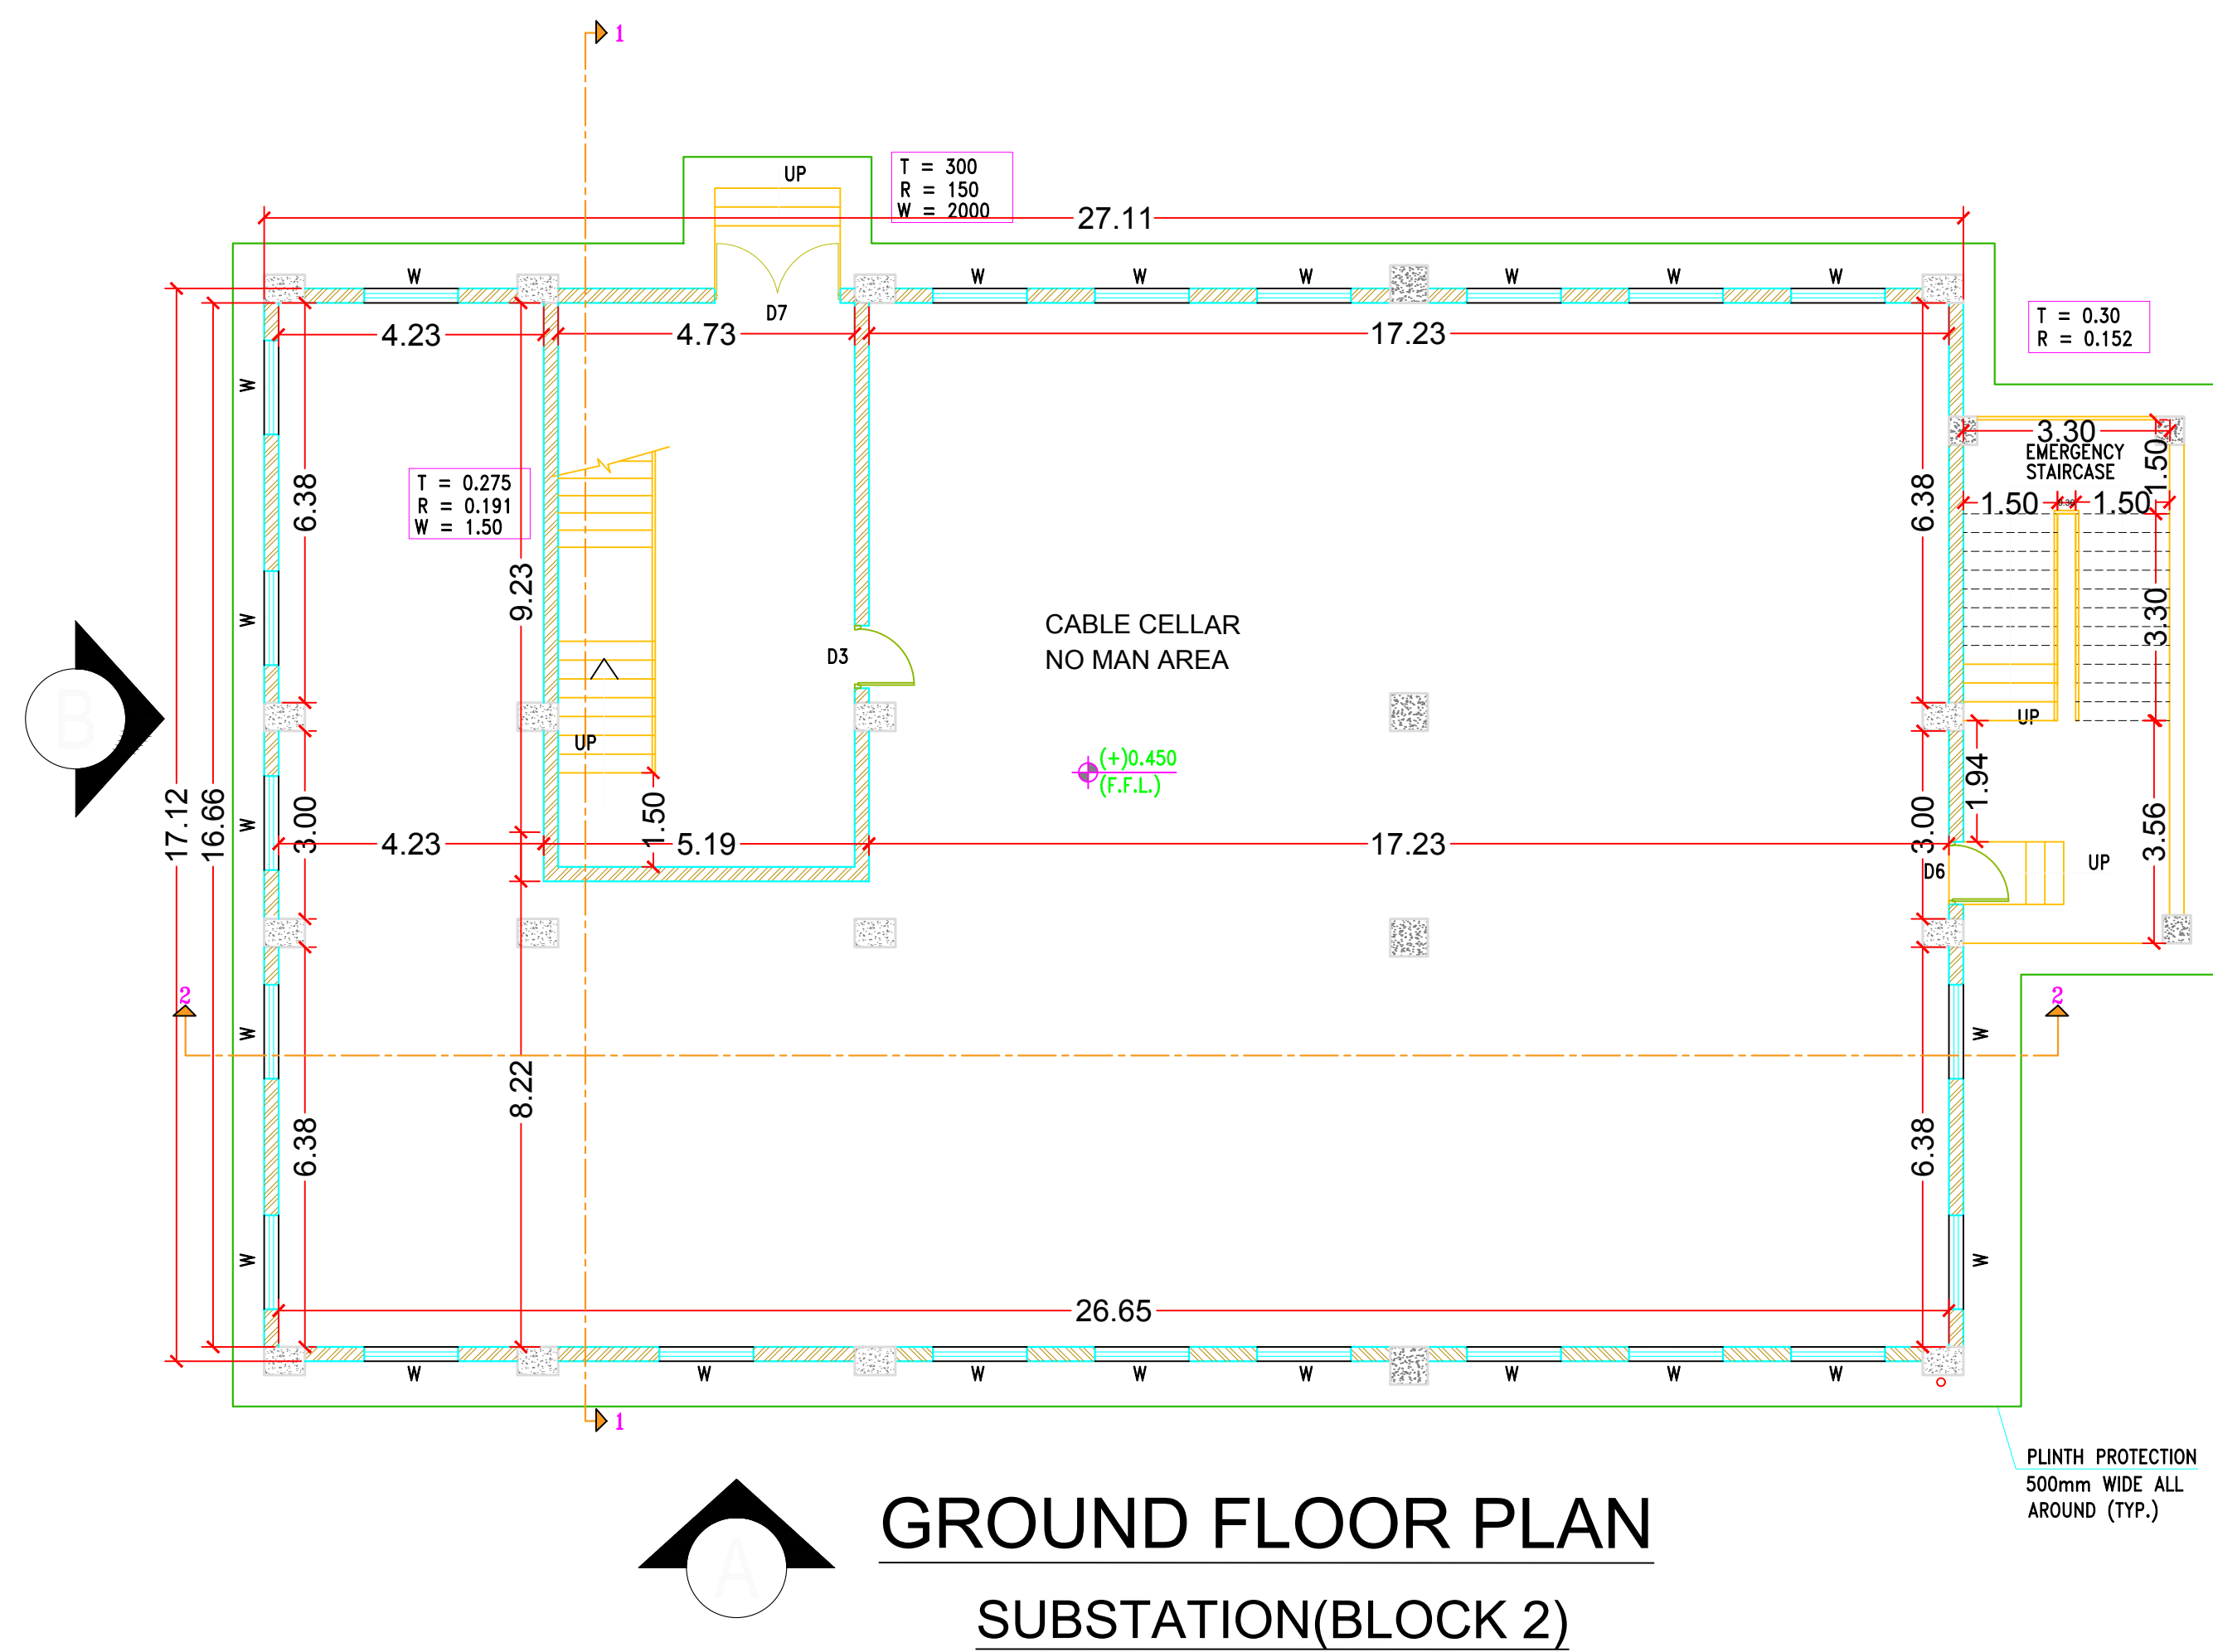 1
T = 300
R = 150
W = 2000
UP
27.11
W W W W W W W
D7
T = 0.30
R = 0.152
4.23 4.73 17.23
W
3.30
EMERGENCY
STAIRCASE
1.50
6.38
T = 0.275
R = 0.191
W = 1.50
6.38
1.50 0.30 1.50
9.23
W
CABLE CELLAR
NO MAN AREA
D3
3.30
B
UP
UP
(+)0.450
(F.F.L.)
1.94
17.12
16.66
3.00
W
1.50
3.00
3.56
4.23 5.19 17.23
D6
UP
2
2
W
W
8.22
6.38
6.38
W
W
26.65
W W W W W W W W
1
PLINTH PROTECTION
500mm WIDE ALL
AROUND (TYP.)
A
GROUND FLOOR PLAN
SUBSTATION(BLOCK 2)